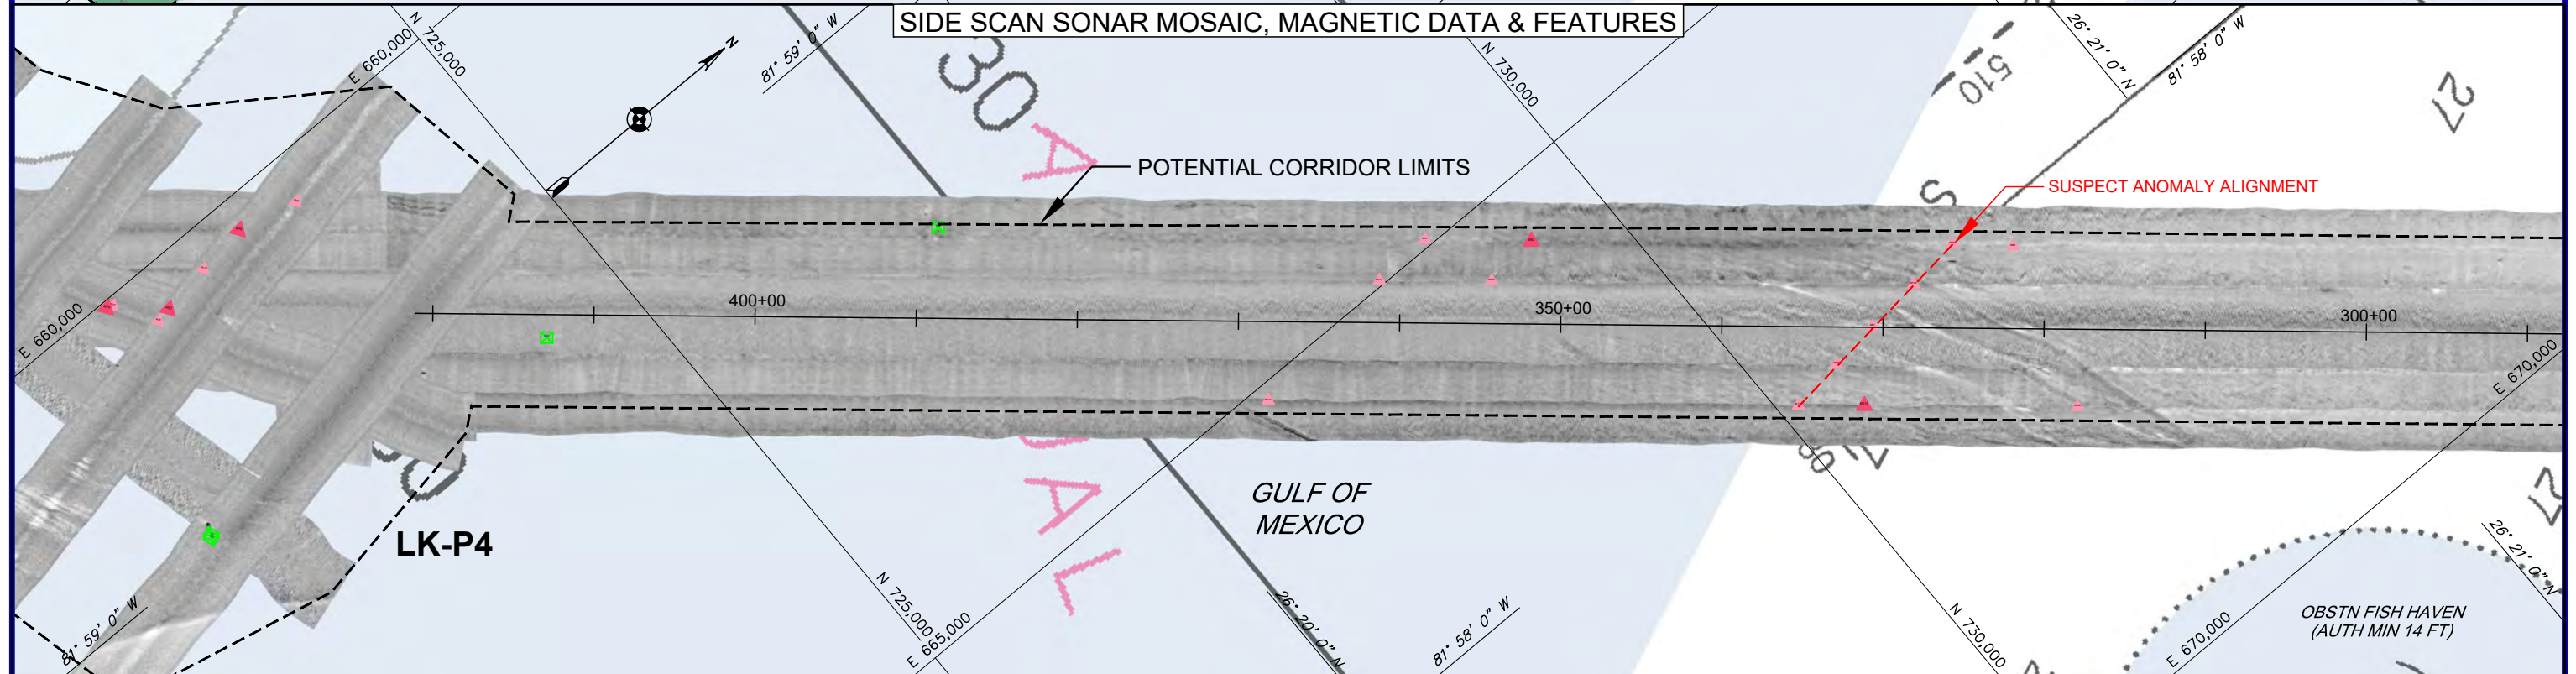 SIDE SCAN SONAR MOSAIC, MAGNETIC DATA & FEATURES
N 725,000
E 660,000
N
81° 59' 0" W
30
N 730,000
26° 21' 0" N
81° 58' 0" W
510
27
A
POTENTIAL CORRIDOR LIMITS
S
SUSPECT ANOMALY ALIGNMENT
E 660,000
400+00
350+00
300+00
E 670,000
A
L
GULF OF
MEXICO
LK-P4
27
26° 21' 0" N
81° 59' 0" W
N 725,000
E 665,000
26° 20' 0" N
81° 58' 0" W
N 730,000
E 670,000
OBSTN FISH HAVEN
(AUTH MIN 14 FT)